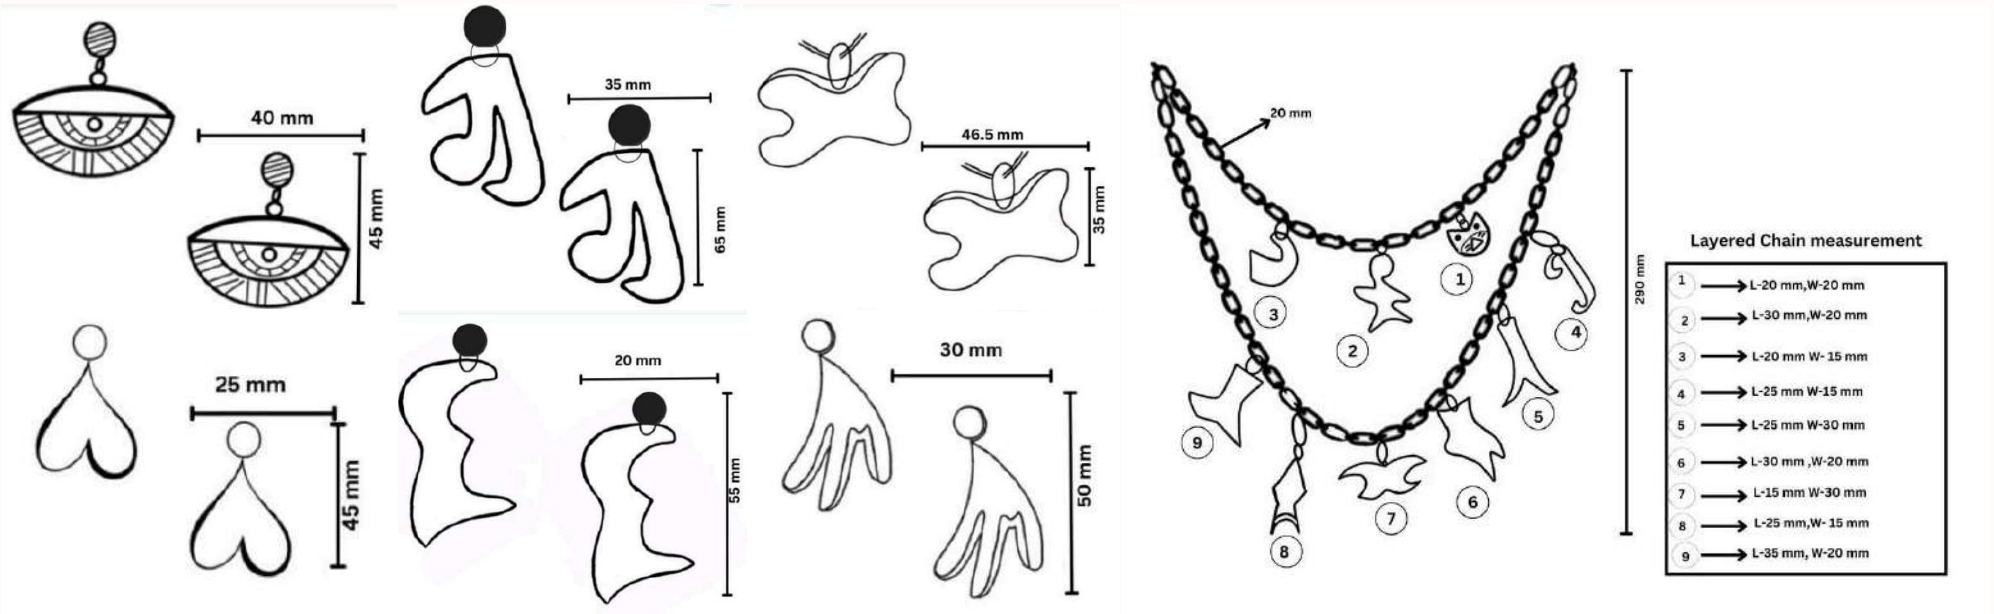 40 mm
45 mm
35 mm
65 mm
46.5 mm
35 mm
25 mm
45 mm
20 mm
55 mm
30 mm
50 mm
20 mm
290 mm
1
2
3
4
5
6
7
8
9
Layered Chain measurement
1 L-20 mm,W-20 mm
2 L-30 mm,W-20 mm
3 L-20 mm W- 15 mm
4 L-25 mm W-15 mm
5 L-25 mm W-30 mm
6 L-30 mm ,W-20 mm
7 L-15 mm W-30 mm
8 L-25 mm,W- 15 mm
9 L-35 mm, W-20 mm